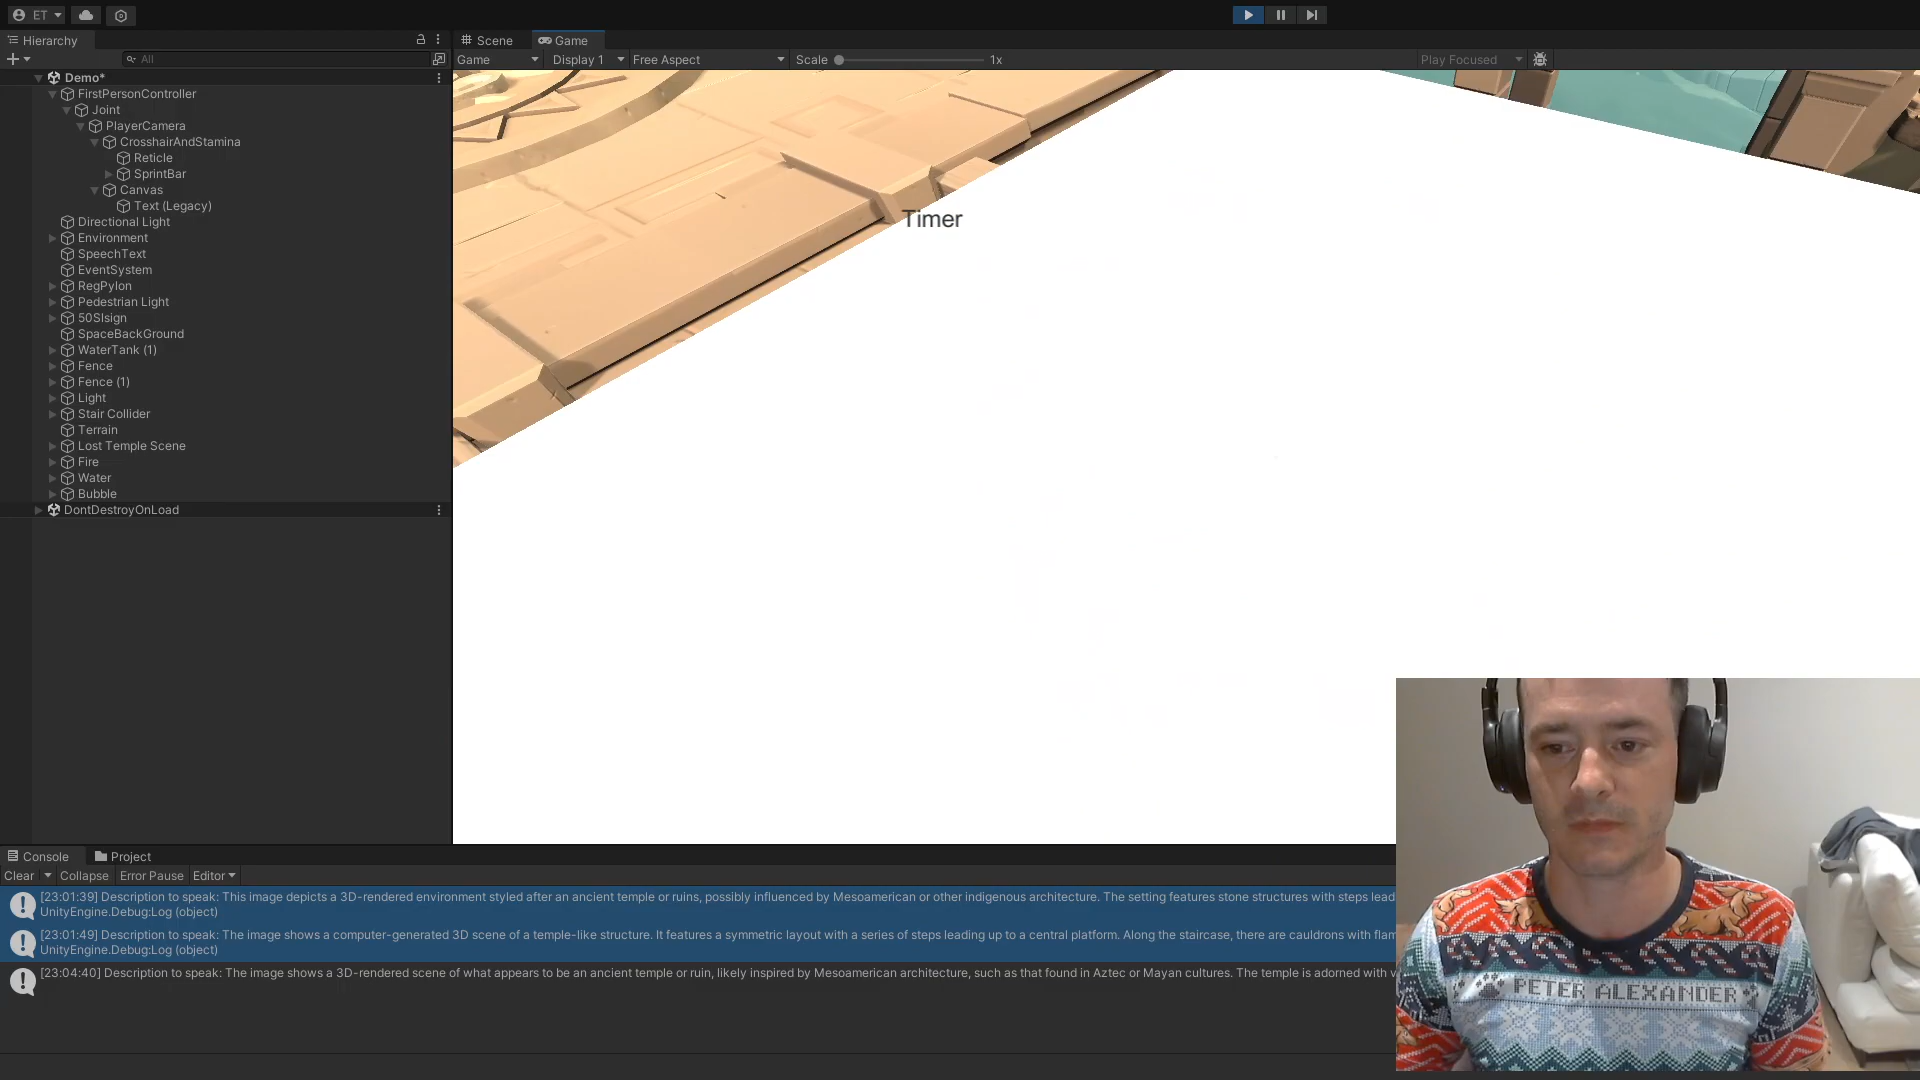 ET
Hierarchy
All
Demo*
FirstPersonController
Joint
PlayerCamera
CrosshairAndStamina
Reticle
SprintBar
Canvas
Text (Legacy)
Directional Light
Environment
SpeechText
EventSystem
RegPylon
Pedestrian Light
50Slsign
SpaceBackGround
WaterTank (1)
Fence
Fence (1)
Light
Stair Collider
Terrain
Lost Temple Scene
Fire
Water
Bubble
DontDestroyOnLoad
Scene Game
Game Display 1 Free Aspect Scale 1x Play Focused
Timer
Console Project
Clear Collapse Error Pause Editor
[23:01:39] Description to speak: This image depicts a 3D-rendered environment styled after an ancient temple or ruins, possibly influenced by Mesoamerican or other indigenous architecture. The setting features stone structures with steps lead
UnityEngine.Debug:Log (object)
[23:01:49] Description to speak: The image shows a computer-generated 3D scene of a temple-like structure. It features a symmetric layout with a series of steps leading up to a central platform. Along the staircase, there are cauldrons with flam
UnityEngine.Debug:Log (object)
[23:04:40] Description to speak: The image shows a 3D-rendered scene of what appears to be an ancient temple or ruin, likely inspired by Mesoamerican architecture, such as that found in Aztec or Mayan cultures. The temple is adorned with
PETER ALEXANDER